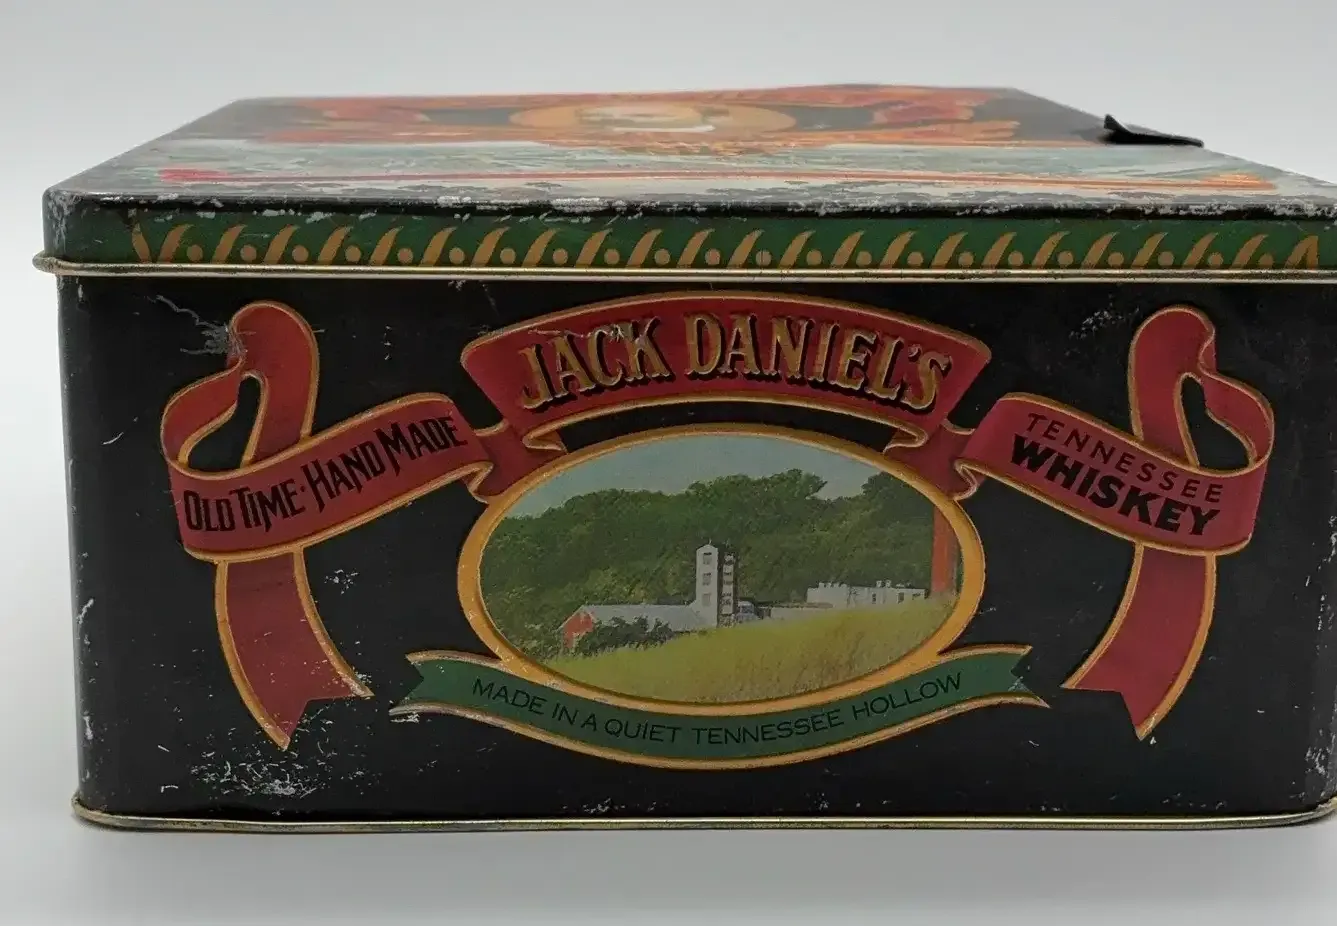 JACK DANIEL'S
OLD TIME · HAND MADE
TENNESSEE
WHISKEY
MADE IN A QUIET TENNESSEE HOLLOW